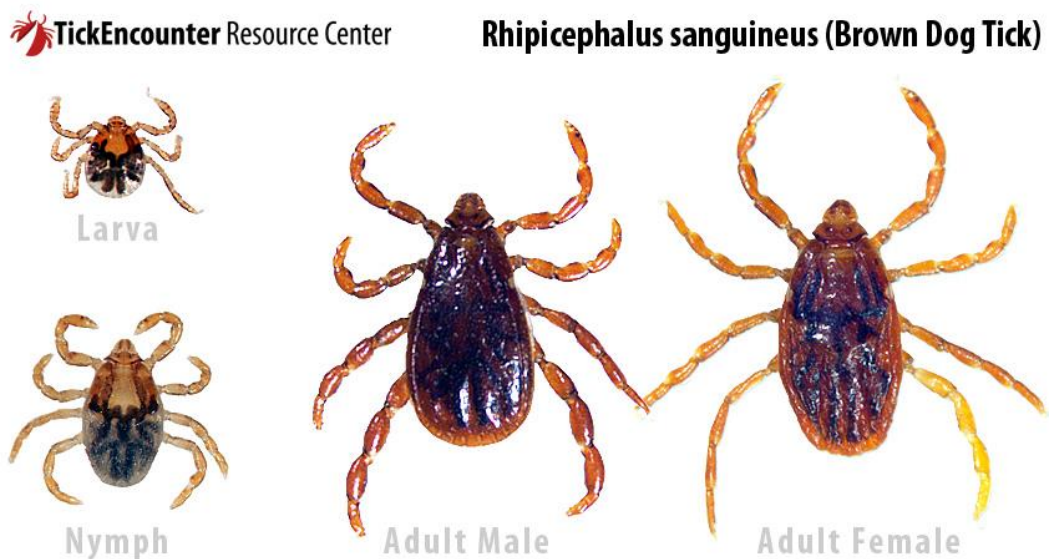 TickEncounter Resource Center
Rhipicephalus sanguineus (Brown Dog Tick)
Larva
Nymph
Adult Male
Adult Female